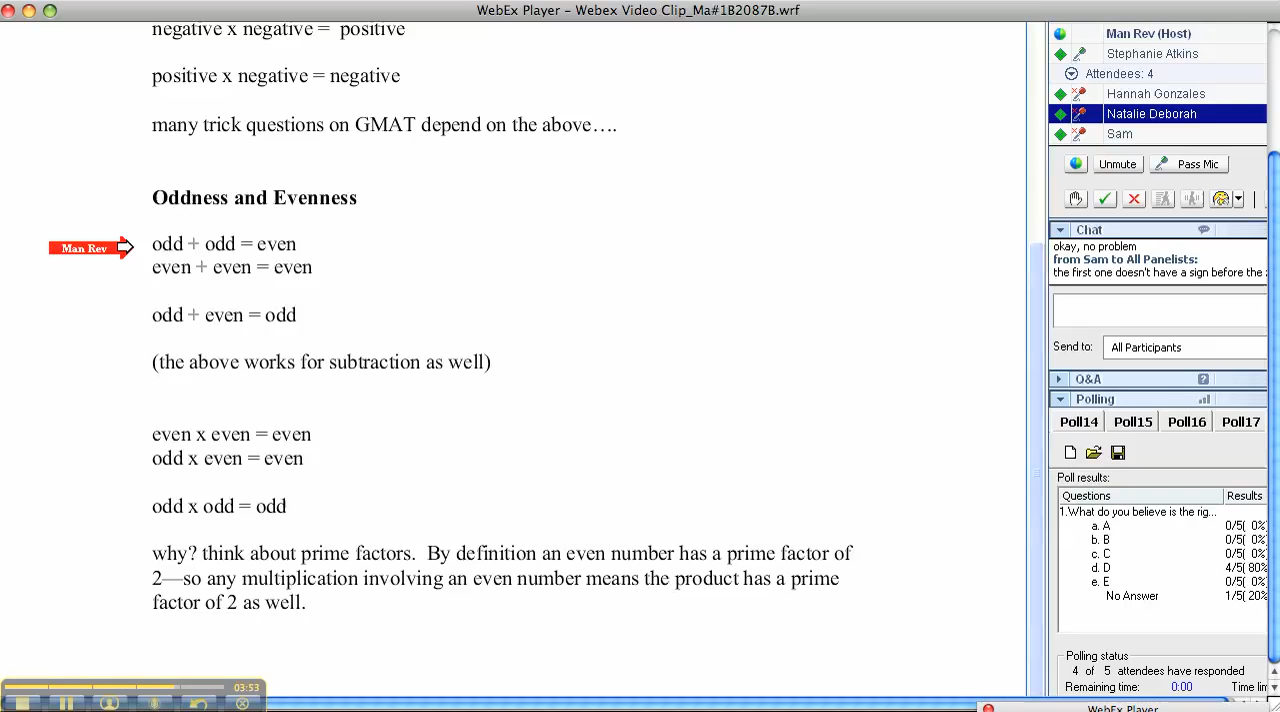 WebEx Player - Webex Video Clip_Ma#1B2087B.wrf
negative x negative = positive
positive x negative = negative
many trick questions on GMAT depend on the above….
Oddness and Evenness
Man Rev
odd + odd = even
even + even = even
odd + even = odd
(the above works for subtraction as well)
even x even = even
odd x even = even
odd x odd = odd
why? think about prime factors. By definition an even number has a prime factor of
2—so any multiplication involving an even number means the product has a prime
factor of 2 as well.
03:53
Man Rev (Host)
Stephanie Atkins
Attendees: 4
Hannah Gonzales
Natalie Deborah
Sam
Unmute Pass Mic
Chat
okay, no problem
from Sam to All Panelists:
the first one doesn't have a sign before the
Send to: All Participants
Q&A
Polling
Poll14 Poll15 Poll16 Poll17
Poll results:
Questions Results
1.What do you believe is the rig...
a. A 0/5( 0%)
b. B 0/5( 0%)
c. C 0/5( 0%)
d. D 4/5( 80%
e. E 0/5( 0%)
No Answer 1/5( 20%
Polling status
4 of 5 attendees have responded
Remaining time: 0:00 Time lim
WebEx Player